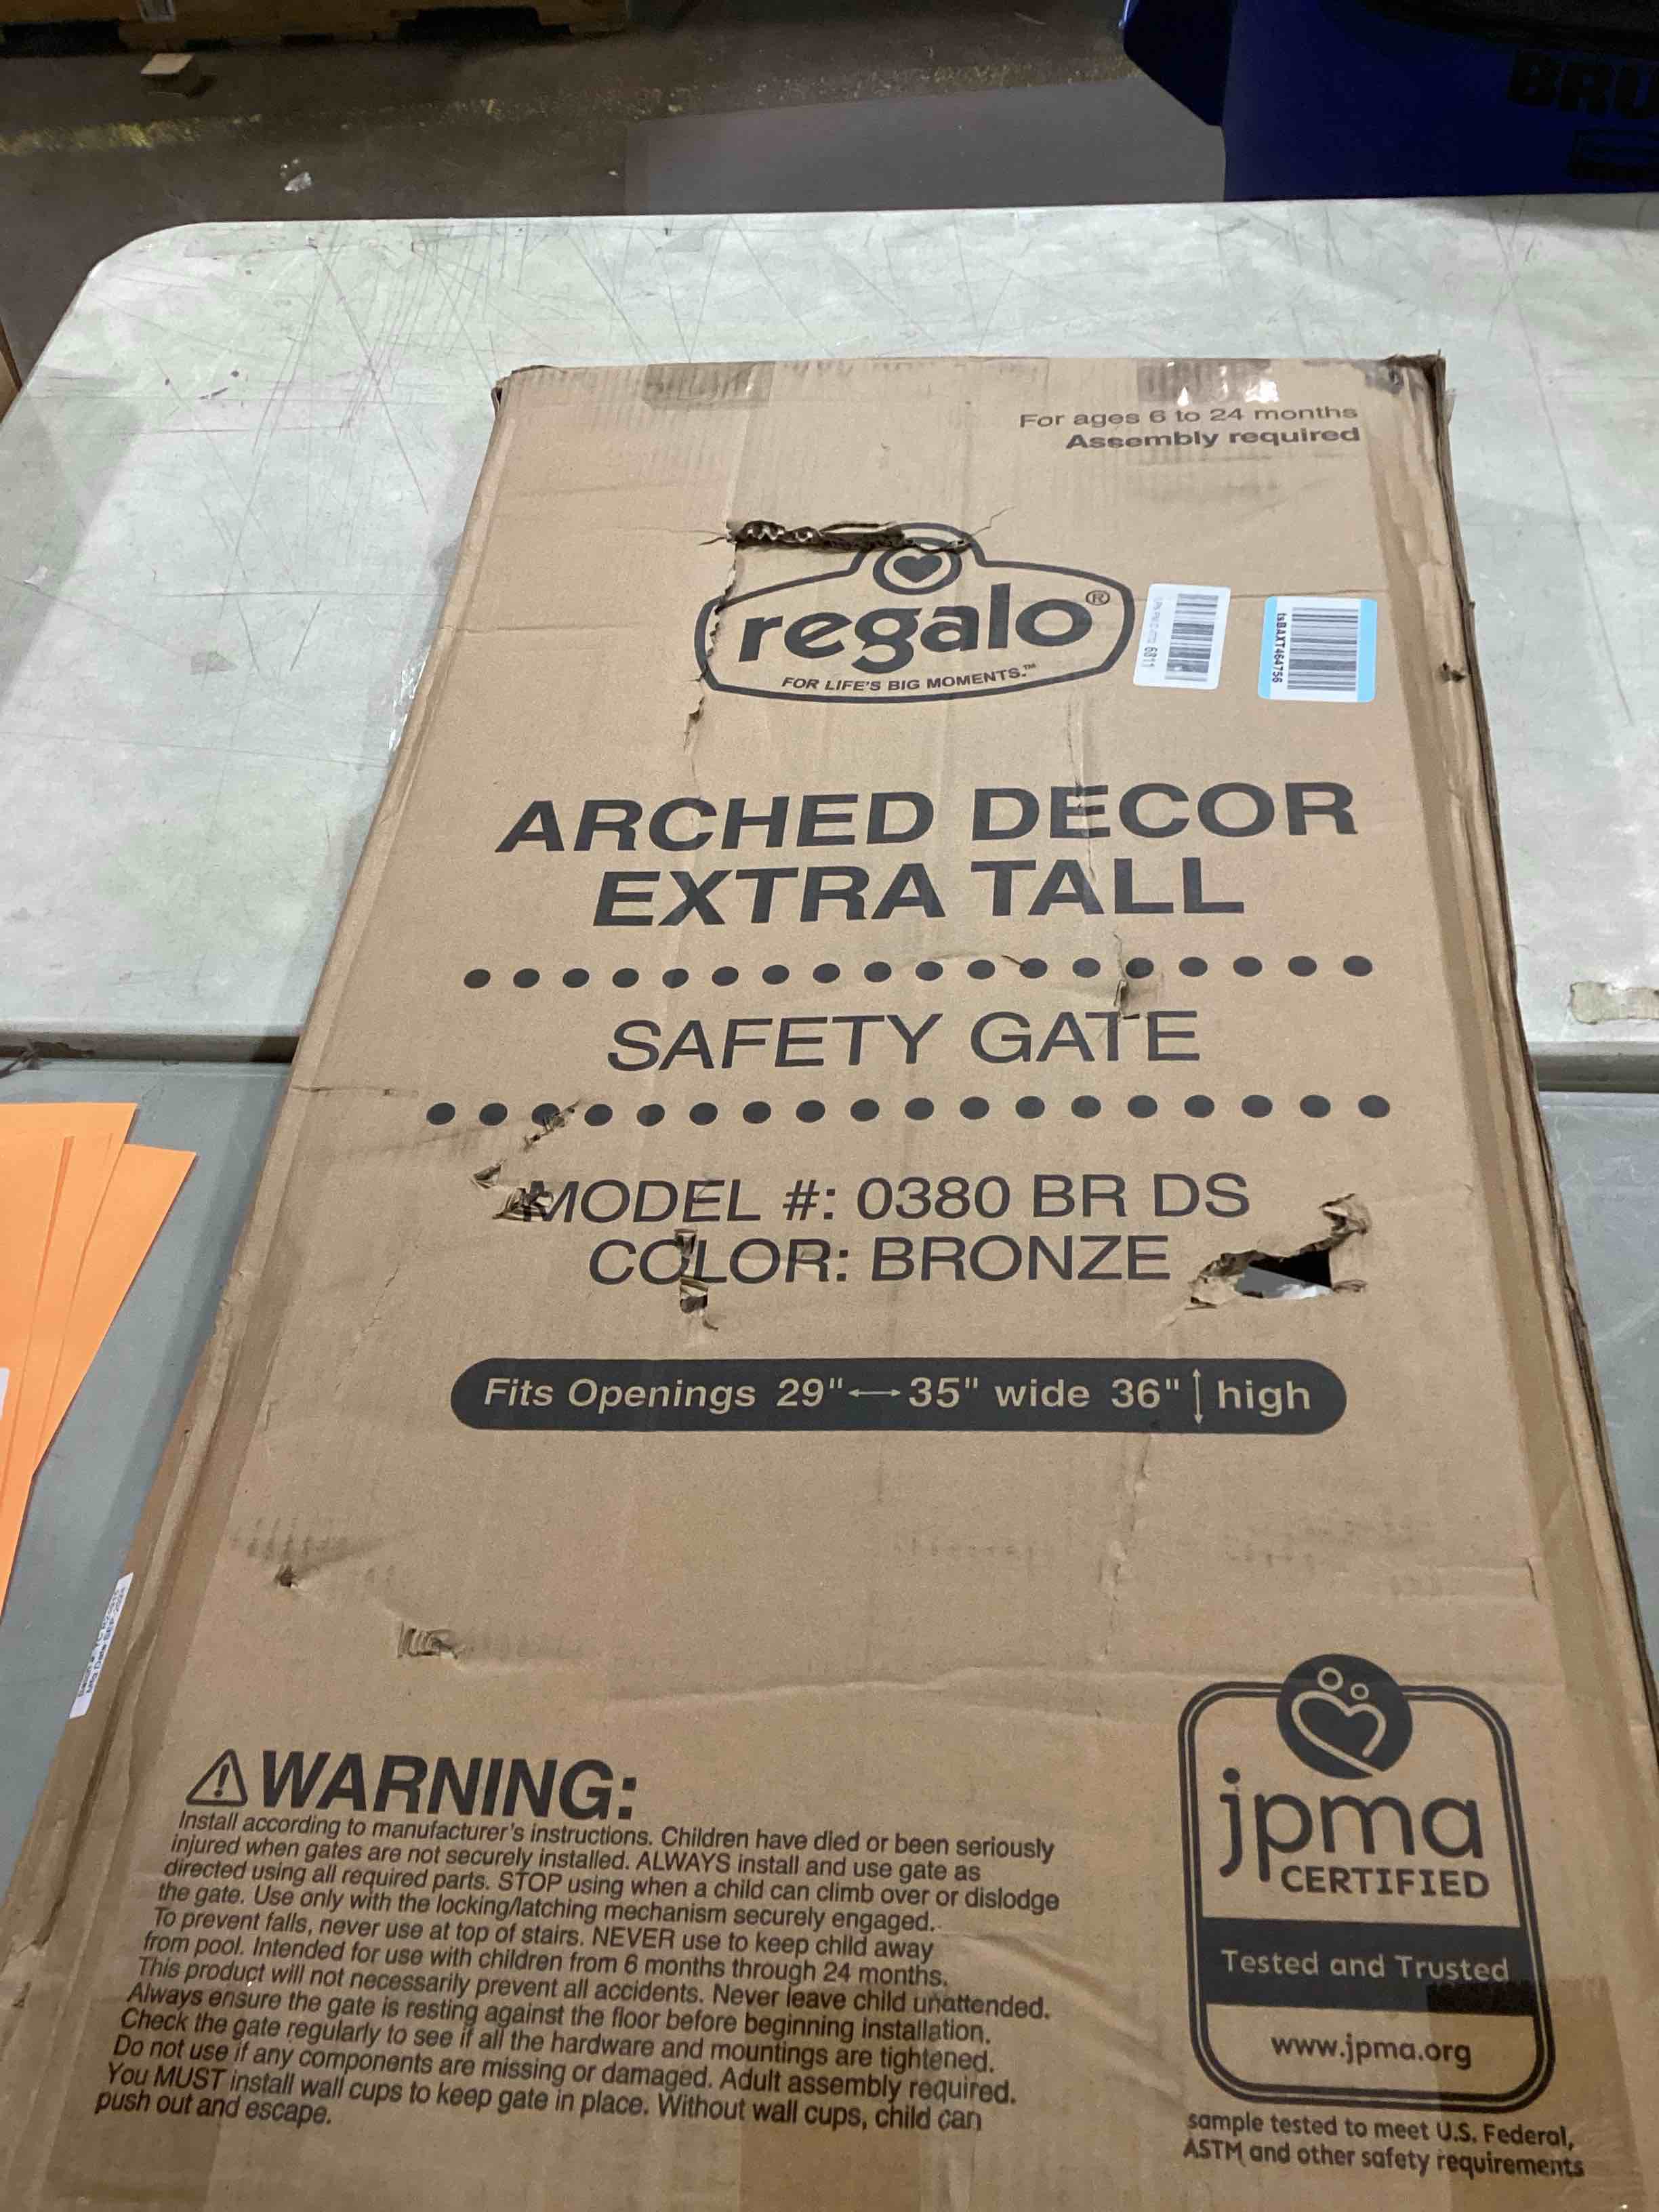 BRU
For ages 6 to 24 months
Assembly required
regalo®
FOR LIFE'S BIG MOMENTS.™
6811
tsBAXT464756
ARCHED DECOR
EXTRA TALL
SAFETY GATE
MODEL #: 0380 BR DS
COLOR: BRONZE
Fits Openings 29"↔35" wide 36"↕ high
⚠WARNING:
Install according to manufacturer's instructions. Children have died or been seriously
injured when gates are not securely installed. ALWAYS install and use gate as
directed using all required parts. STOP using when a child can climb over or dislodge
the gate. Use only with the locking/latching mechanism securely engaged.
To prevent falls, never use at top of stairs. NEVER use to keep child away
from pool. Intended for use with children from 6 months through 24 months.
This product will not necessarily prevent all accidents. Never leave child unattended.
Always ensure the gate is resting against the floor before beginning installation.
Check the gate regularly to see if all the hardware and mountings are tightened.
Do not use if any components are missing or damaged. Adult assembly required.
You MUST install wall cups to keep gate in place. Without wall cups, child can
push out and escape.
jpma
CERTIFIED
Tested and Trusted
www.jpma.org
sample tested to meet U.S. Federal,
ASTM and other safety requirements